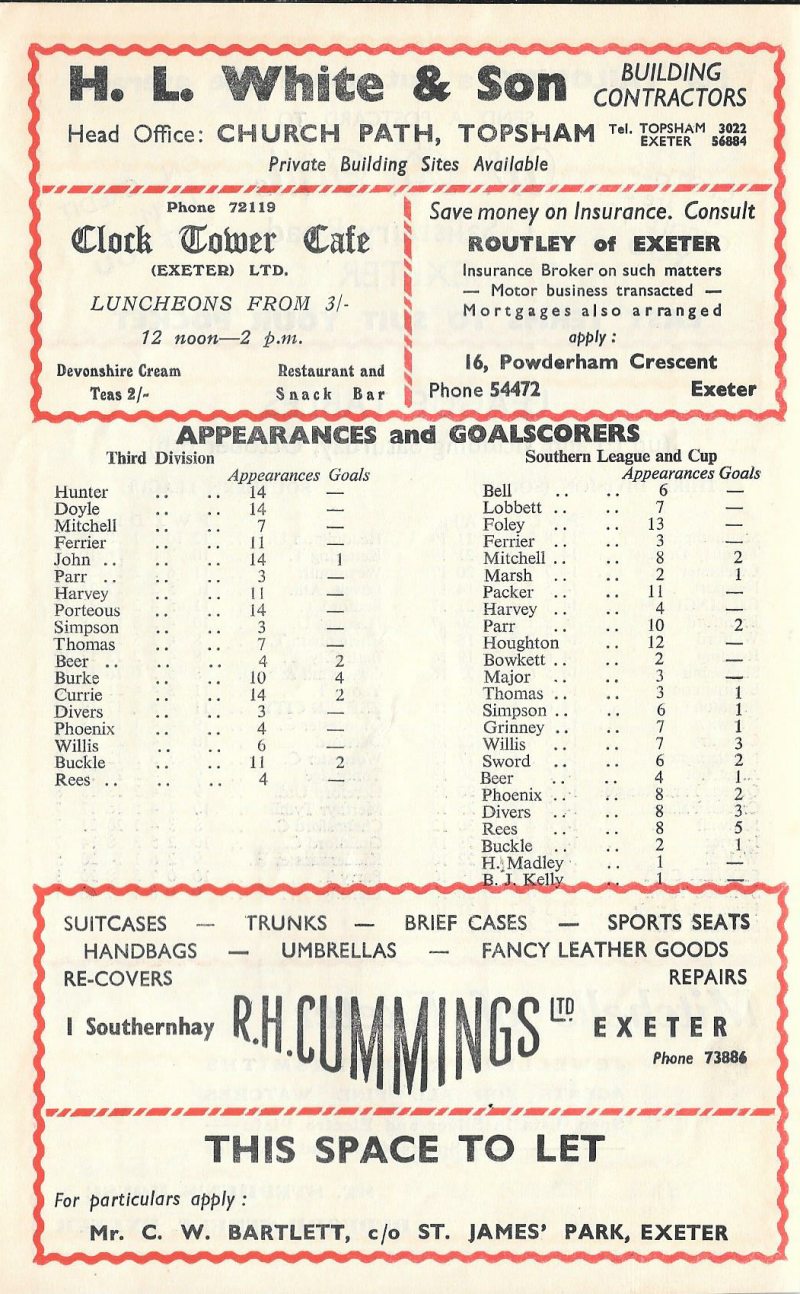 H. L. White & Son BUILDING CONTRACTORS
Head Office: CHURCH PATH, TOPSHAM Tel. TOPSHAM 3022 EXETER 56884
Private Building Sites Available
Phone 72119
Clock Tower Cafe
(EXETER) LTD.
LUNCHEONS FROM 3/-
12 noon—2 p.m.
Devonshire Cream Restaurant and
Teas 2/- Snack Bar
Save money on Insurance. Consult
ROUTLEY of EXETER
Insurance Broker on such matters
— Motor business transacted —
Mortgages also arranged
apply :
16, Powderham Crescent
Phone 54472 Exeter
APPEARANCES and GOALSCORERS
Third Division
Appearances Goals
Hunter .. .. 14 —
Doyle .. .. 14 —
Mitchell .. .. 7 —
Ferrier .. .. 11 —
John .. .. .. 14 1
Parr .. .. .. 3 —
Harvey .. .. 11 —
Porteous .. .. 14 —
Simpson .. .. 3 —
Thomas .. .. 7 —
Beer .. .. .. 4 2
Burke .. .. 10 4
Currie .. .. 14 2
Divers .. .. 3 —
Phoenix .. .. 4 —
Willis .. .. 6 —
Buckle .. .. 11 2
Rees .. .. .. 4 —
Southern League and Cup
Appearances Goals
Bell .. .. 6 —
Lobbett .. .. 7 —
Foley .. .. 13 —
Ferrier .. .. 3 —
Mitchell .. .. 8 2
Marsh .. .. 2 1
Packer .. .. 11 —
Harvey .. .. 4 —
Parr .. .. 10 2
Houghton .. 12 —
Bowkett .. .. 2 —
Major .. .. 3 —
Thomas .. .. 3 1
Simpson .. .. 6 1
Grinney .. .. 7 1
Willis .. .. 7 3
Sword .. .. 6 2
Beer .. .. 4 1
Phoenix .. .. 8 2
Divers .. .. 8 3
Rees .. .. 8 5
Buckle .. .. 2 1
H. Madley .. 1 —
B. J. Kelly .. 1 —
SUITCASES — TRUNKS — BRIEF CASES — SPORTS SEATS
HANDBAGS — UMBRELLAS — FANCY LEATHER GOODS
RE-COVERS REPAIRS
1 Southernhay R.H. CUMMINGS LTD EXETER
Phone 73886
THIS SPACE TO LET
For particulars apply :
Mr. C. W. BARTLETT, c/o ST. JAMES' PARK, EXETER